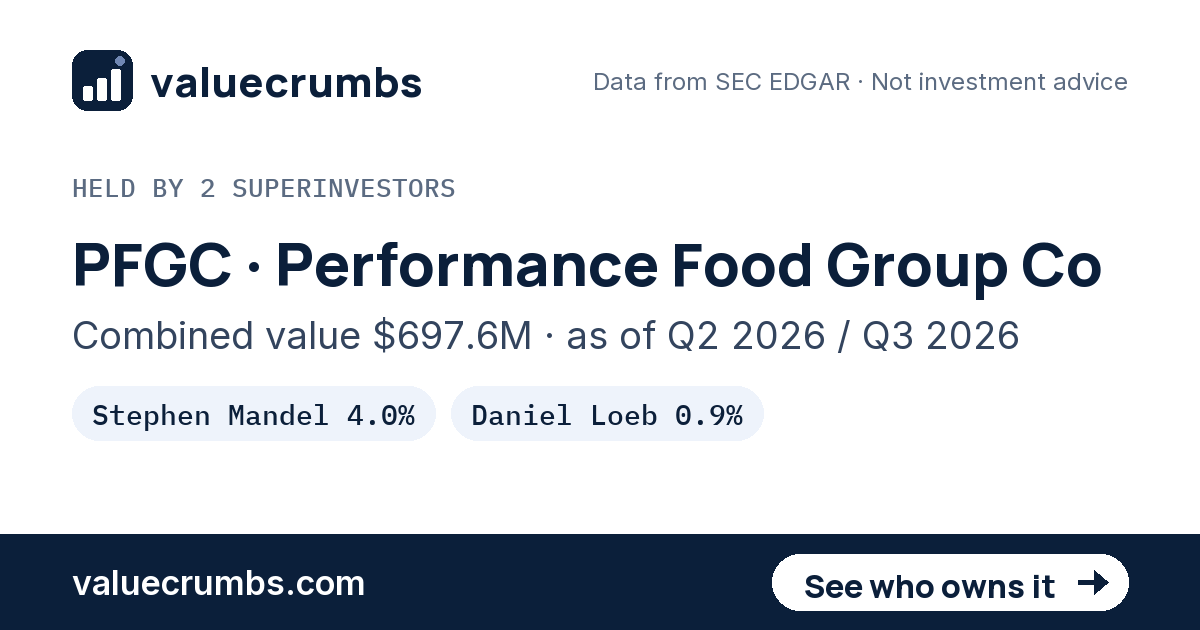 valuecrumbs
Data from SEC EDGAR · Not investment advice
HELD BY 2 SUPERINVESTORS
PFGC · Performance Food Group Co
Combined value $697.6M · as of Q2 2026 / Q3 2026
Stephen Mandel 4.0%
Daniel Loeb 0.9%
valuecrumbs.com
See who owns it →